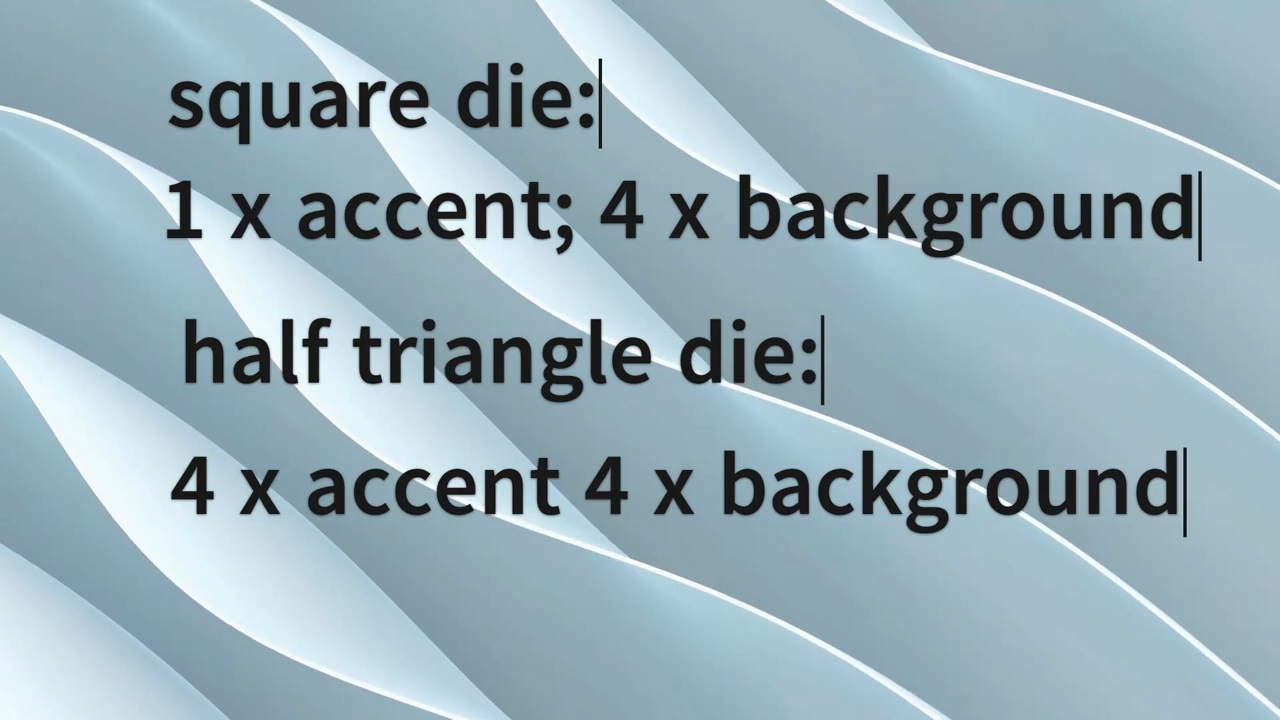 square die:
1 x accent; 4 x background
half triangle die:
4 x accent 4 x background